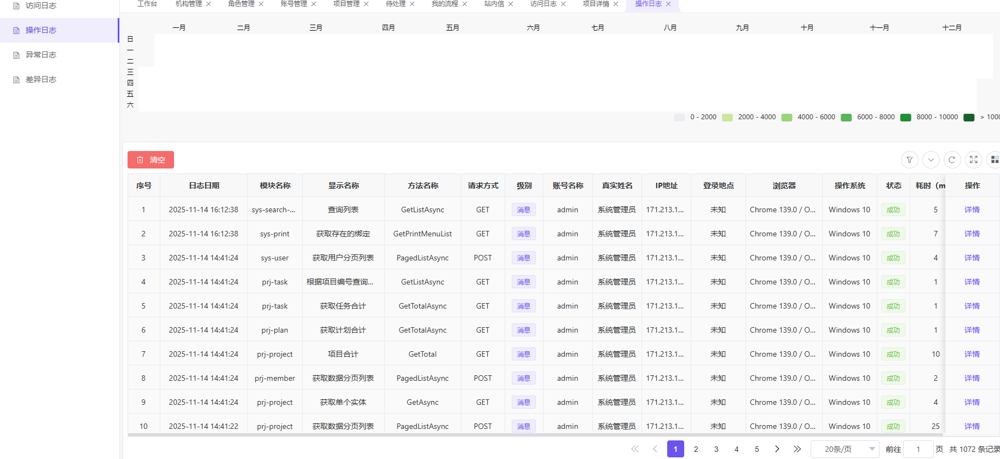 访问日志
操作日志
异常日志
差异日志
工作台 机构管理 角色管理 账号管理 项目管理 待处理 我的流程 站内信 访问日志 项目详情 操作日志
一月 二月 三月 四月 五月 六月 七月 八月 九月 十月 十一月 十二月
日
一
二
三
四
五
六
0 - 2000 2000 - 4000 4000 - 6000 6000 - 8000 8000 - 10000 > 1000
清空
序号 日志日期 模块名称 显示名称 方法名称 请求方式 级别 账号名称 真实姓名 IP地址 登录地点 浏览器 操作系统 状态 耗时（m 操作
1 2025-11-14 16:12:38 sys-search-... 查询列表 GetListAsync GET 消息 admin 系统管理员 171.213.1... 未知 Chrome 139.0 / O... Windows 10 成功 5 详情
2 2025-11-14 16:12:38 sys-print 获取存在的绑定 GetPrintMenuList GET 消息 admin 系统管理员 171.213.1... 未知 Chrome 139.0 / O... Windows 10 成功 7 详情
3 2025-11-14 14:41:24 sys-user 获取用户分页列表 PagedListAsync POST 消息 admin 系统管理员 171.213.1... 未知 Chrome 139.0 / O... Windows 10 成功 4 详情
4 2025-11-14 14:41:24 prj-task 根据项目编号查询... GetListAsync GET 消息 admin 系统管理员 171.213.1... 未知 Chrome 139.0 / O... Windows 10 成功 1 详情
5 2025-11-14 14:41:24 prj-task 获取任务合计 GetTotalAsync GET 消息 admin 系统管理员 171.213.1... 未知 Chrome 139.0 / O... Windows 10 成功 1 详情
6 2025-11-14 14:41:24 prj-plan 获取计划合计 GetTotalAsync GET 消息 admin 系统管理员 171.213.1... 未知 Chrome 139.0 / O... Windows 10 成功 1 详情
7 2025-11-14 14:41:24 prj-project 项目合计 GetTotal GET 消息 admin 系统管理员 171.213.1... 未知 Chrome 139.0 / O... Windows 10 成功 10 详情
8 2025-11-14 14:41:24 prj-member 获取数据分页列表 PagedListAsync POST 消息 admin 系统管理员 171.213.1... 未知 Chrome 139.0 / O... Windows 10 成功 2 详情
9 2025-11-14 14:41:24 prj-project 获取单个实体 GetAsync GET 消息 admin 系统管理员 171.213.1... 未知 Chrome 139.0 / O... Windows 10 成功 4 详情
10 2025-11-14 14:41:22 prj-project 获取数据分页列表 PagedListAsync POST 消息 admin 系统管理员 171.213.1... 未知 Chrome 139.0 / O... Windows 10 成功 25 详情
1 2 3 4 5 20条/页 前往 1 页 共 1072 条记录